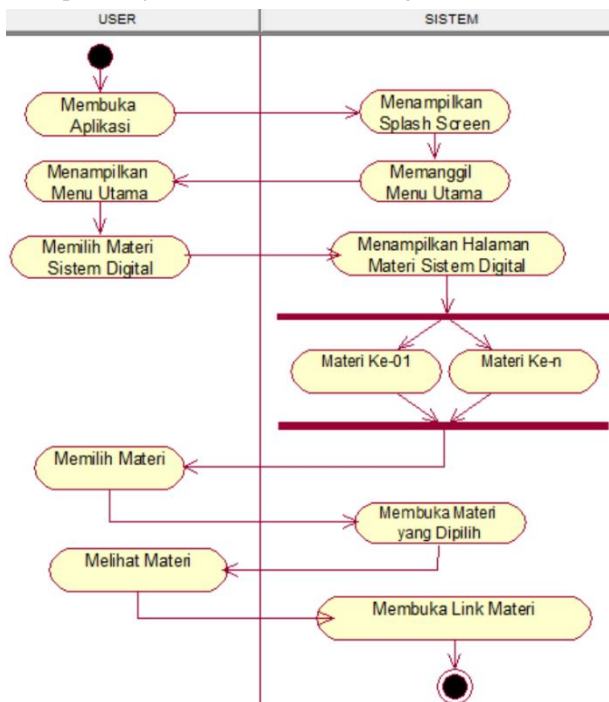 USER
SISTEM
Membuka
Aplikasi
Menampilkan
Splash Screen
Menampilkan
Menu Utama
Memanggil
Menu Utama
Memilih Materi
Sistem Digital
Menampilkan Halaman
Materi Sistem Digital
Materi Ke-01
Materi Ke-n
Memilih Materi
Membuka Materi
yang Dipilih
Melihat Materi
Membuka Link Materi